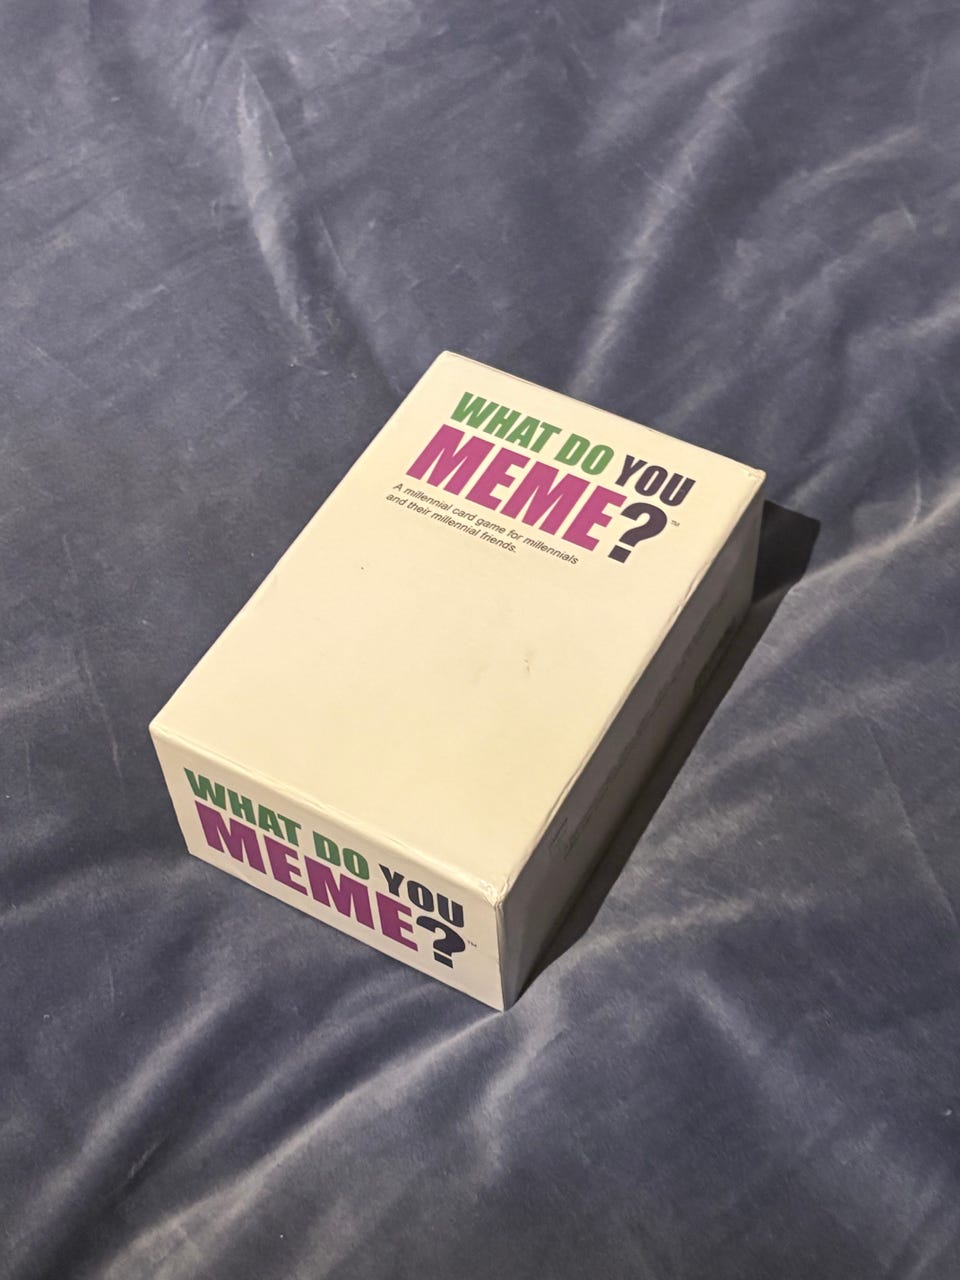 WHAT DO YOU
MEME?™
A millennial card game for millennials
and their millennial friends.
WHAT DO YOU
MEME?™